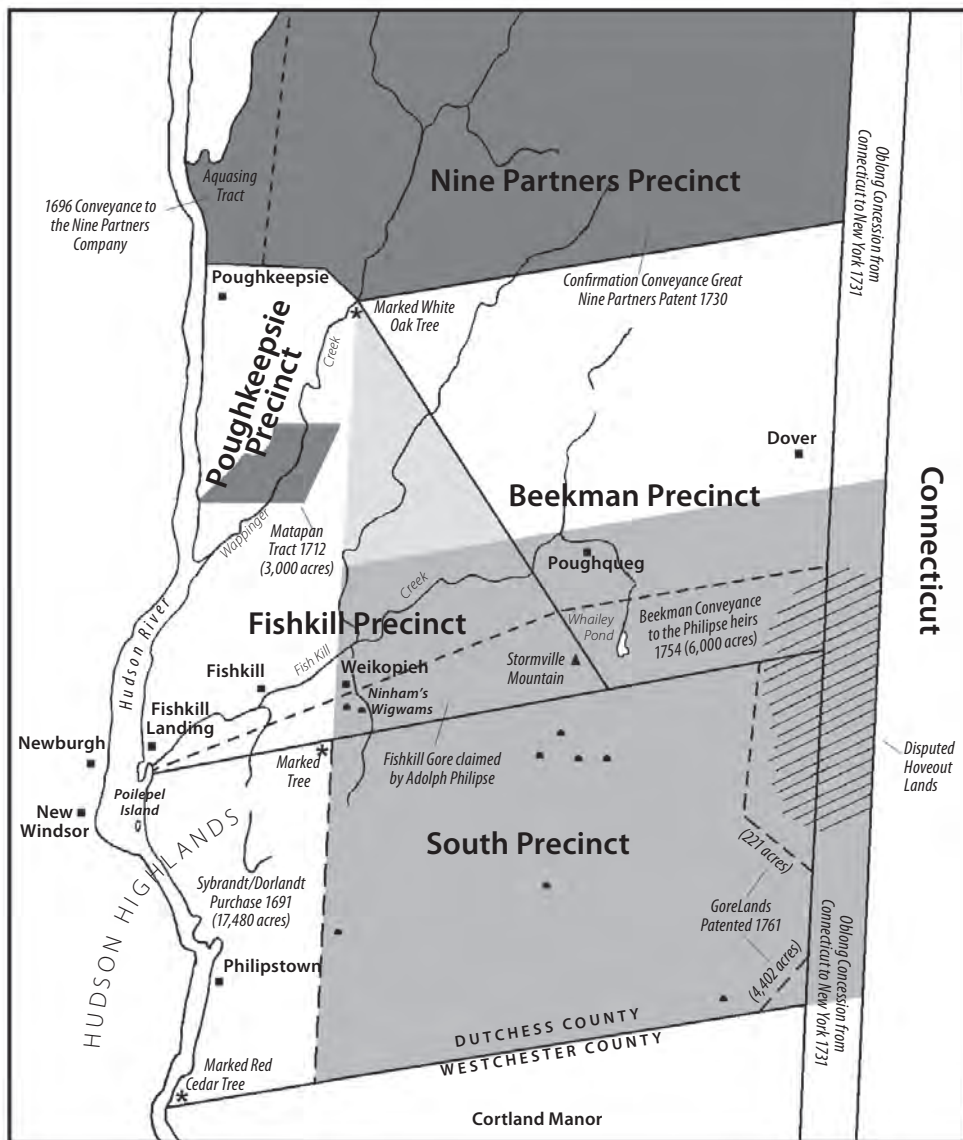 Nine Partners Precinct
Aquasing
Tract
1696 Conveyance to
the Nine Partners
Company
Oblong Concession from
Connecticut to New York 1731
Poughkeepsie
Confirmation Conveyance Great
Nine Partners Patent 1730
Marked White
Oak Tree
Creek
Poughkeepsie
Precinct
Dover
Connecticut
Beekman Precinct
Wappinger
Matapan
Tract 1712
(3,000 acres)
Poughqueg
Creek
Hudson River
Fishkill Precinct
Whailey
Pond
Beekman Conveyance
to the Philipse heirs
1754 (6,000 acres)
Fish Kill
Stormville
Mountain
Fishkill
Weikopieh
Ninham's
Wigwams
Fishkill
Landing
Newburgh
Marked
Tree
Fishkill Gore claimed
by Adolph Philipse
Disputed
Hoveout
Lands
Poilepel
Island
New
Windsor
HUDSON HIGHLANDS
South Precinct
(221 acres)
Sybrandt/Dorlandt
Purchase 1691
(17,480 acres)
GoreLands
Patented 1761
Oblong Concession from
Connecticut to New York 1731
Philipstown
(4,402 acres)
DUTCHESS COUNTY
WESTCHESTER COUNTY
Marked Red
Cedar Tree
Cortland Manor